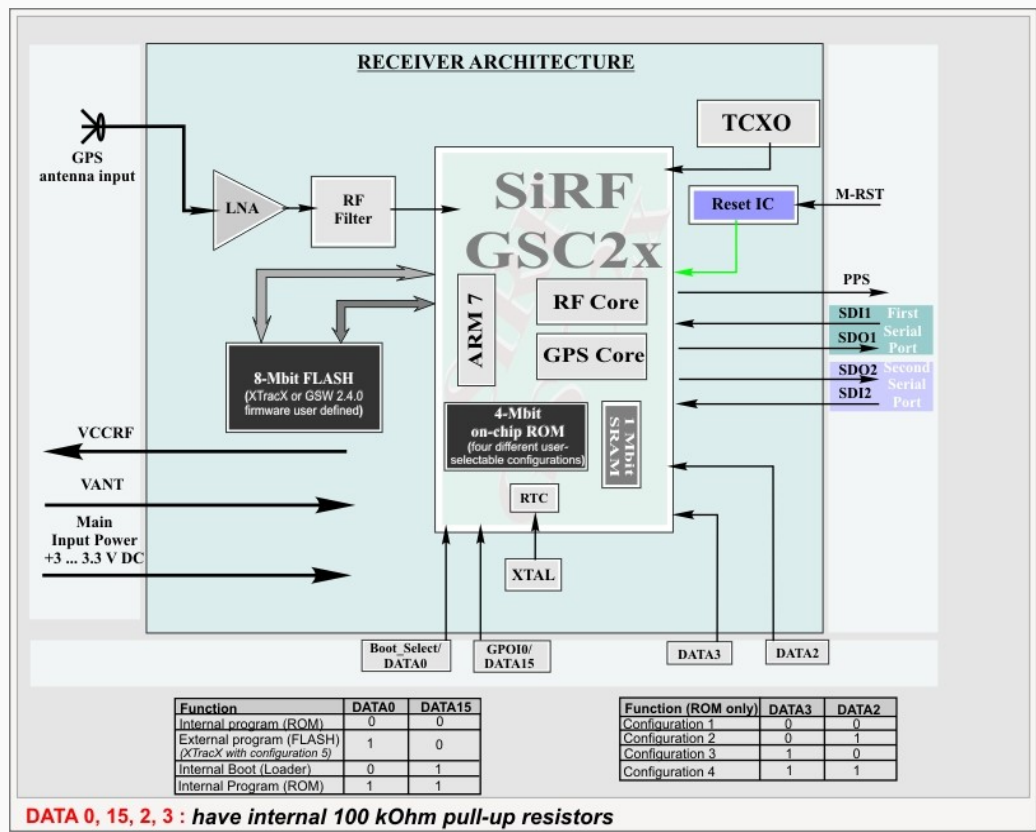 RECEIVER ARCHITECTURE
GPS
antenna input
LNA
RF
Filter
SiRF
GSC2x
TCXO
Reset IC
M-RST
PPS
SDI1
First
Serial
Port
SDO1
SDO2
Second
Serial
Port
SDI2
ARM 7
RF Core
GPS Core
8-Mbit FLASH
(XTracX or GSW 2.4.0
firmware user defined)
4-Mbit
on-chip ROM
(four different user-
selectable configurations)
1 Mbit
SRAM
RTC
XTAL
VCCRF
VANT
Main
Input Power
+3 ... 3.3 V DC
Boot_Select/
DATA0
GPOI0/
DATA15
DATA3
DATA2
Function DATA0 DATA15
Internal program (ROM) 0 0
External program (FLASH) 1 0
(XTracX with configuration 5)
Internal Boot (Loader) 0 1
Internal Program (ROM) 1 1
Function (ROM only) DATA3 DATA2
Configuration 1 0 0
Configuration 2 0 1
Configuration 3 1 0
Configuration 4 1 1
DATA 0, 15, 2, 3 : have internal 100 kOhm pull-up resistors